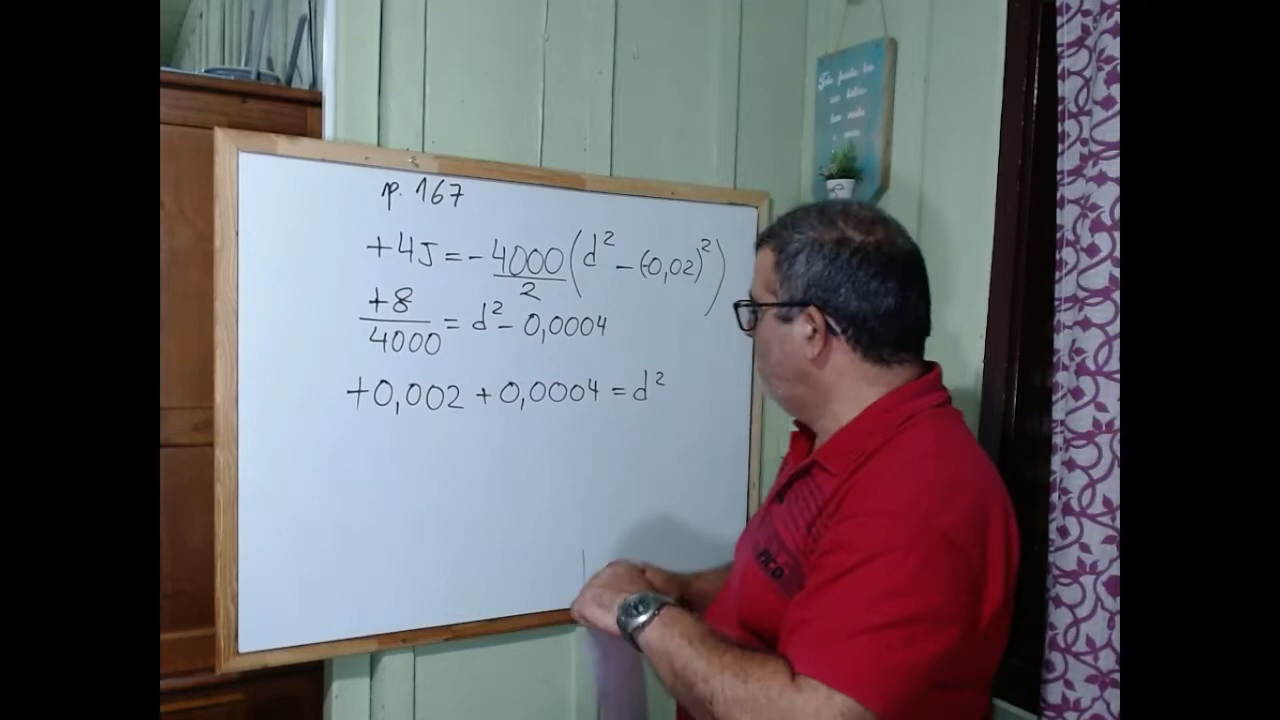 p. 167
+4J = - 4000/2 (d² - (-0,02)²)
+8/4000 = d² - 0,0004
+0,002 + 0,0004 = d²